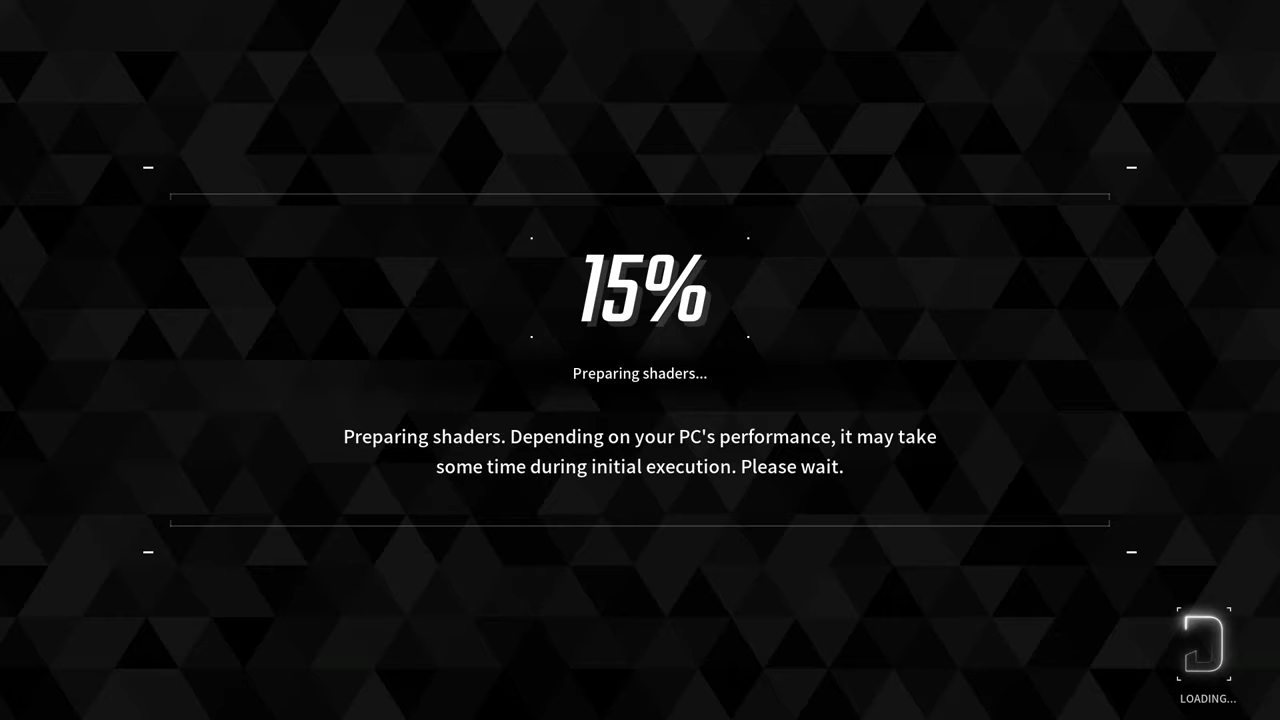 15%
Preparing shaders...
Preparing shaders. Depending on your PC's performance, it may take
some time during initial execution. Please wait.
LOADING...